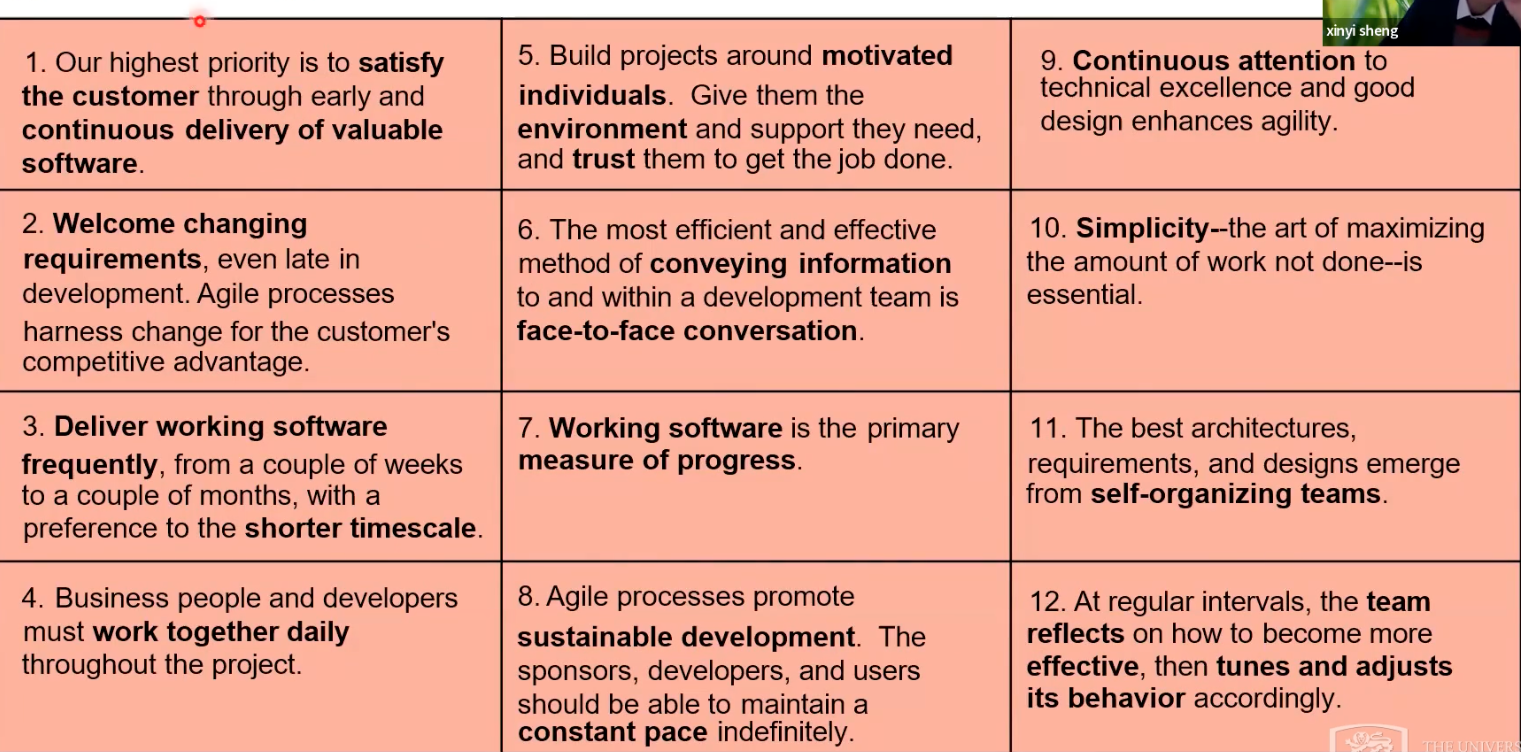 xinyi sheng
1. Our highest priority is to satisfy
the customer through early and
continuous delivery of valuable
software.
2. Welcome changing
requirements, even late in
development. Agile processes
harness change for the customer's
competitive advantage.
3. Deliver working software
frequently, from a couple of weeks
to a couple of months, with a
preference to the shorter timescale.
4. Business people and developers
must work together daily
throughout the project.
5. Build projects around motivated
individuals. Give them the
environment and support they need,
and trust them to get the job done.
6. The most efficient and effective
method of conveying information
to and within a development team is
face-to-face conversation.
7. Working software is the primary
measure of progress.
8. Agile processes promote
sustainable development. The
sponsors, developers, and users
should be able to maintain a
constant pace indefinitely.
9. Continuous attention to
technical excellence and good
design enhances agility.
10. Simplicity--the art of maximizing
the amount of work not done--is
essential.
11. The best architectures,
requirements, and designs emerge
from self-organizing teams.
12. At regular intervals, the team
reflects on how to become more
effective, then tunes and adjusts
its behavior accordingly.
THE UNIVERS